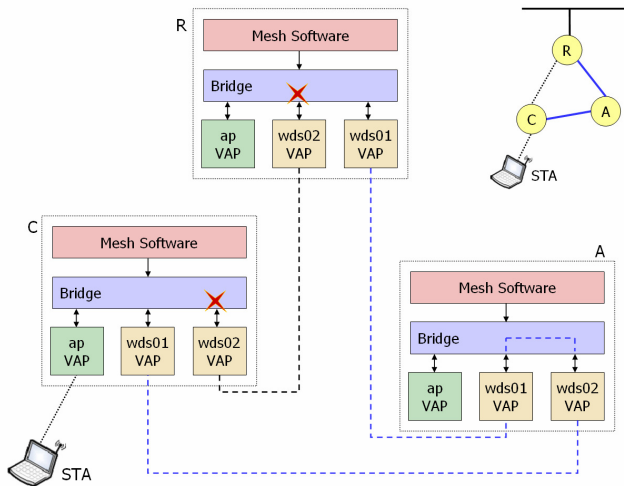 R
Mesh Software
Bridge
ap
VAP
wds02
VAP
wds01
VAP
R
C
A
STA
C
Mesh Software
Bridge
ap
VAP
wds01
VAP
wds02
VAP
STA
A
Mesh Software
Bridge
ap
VAP
wds01
VAP
wds02
VAP